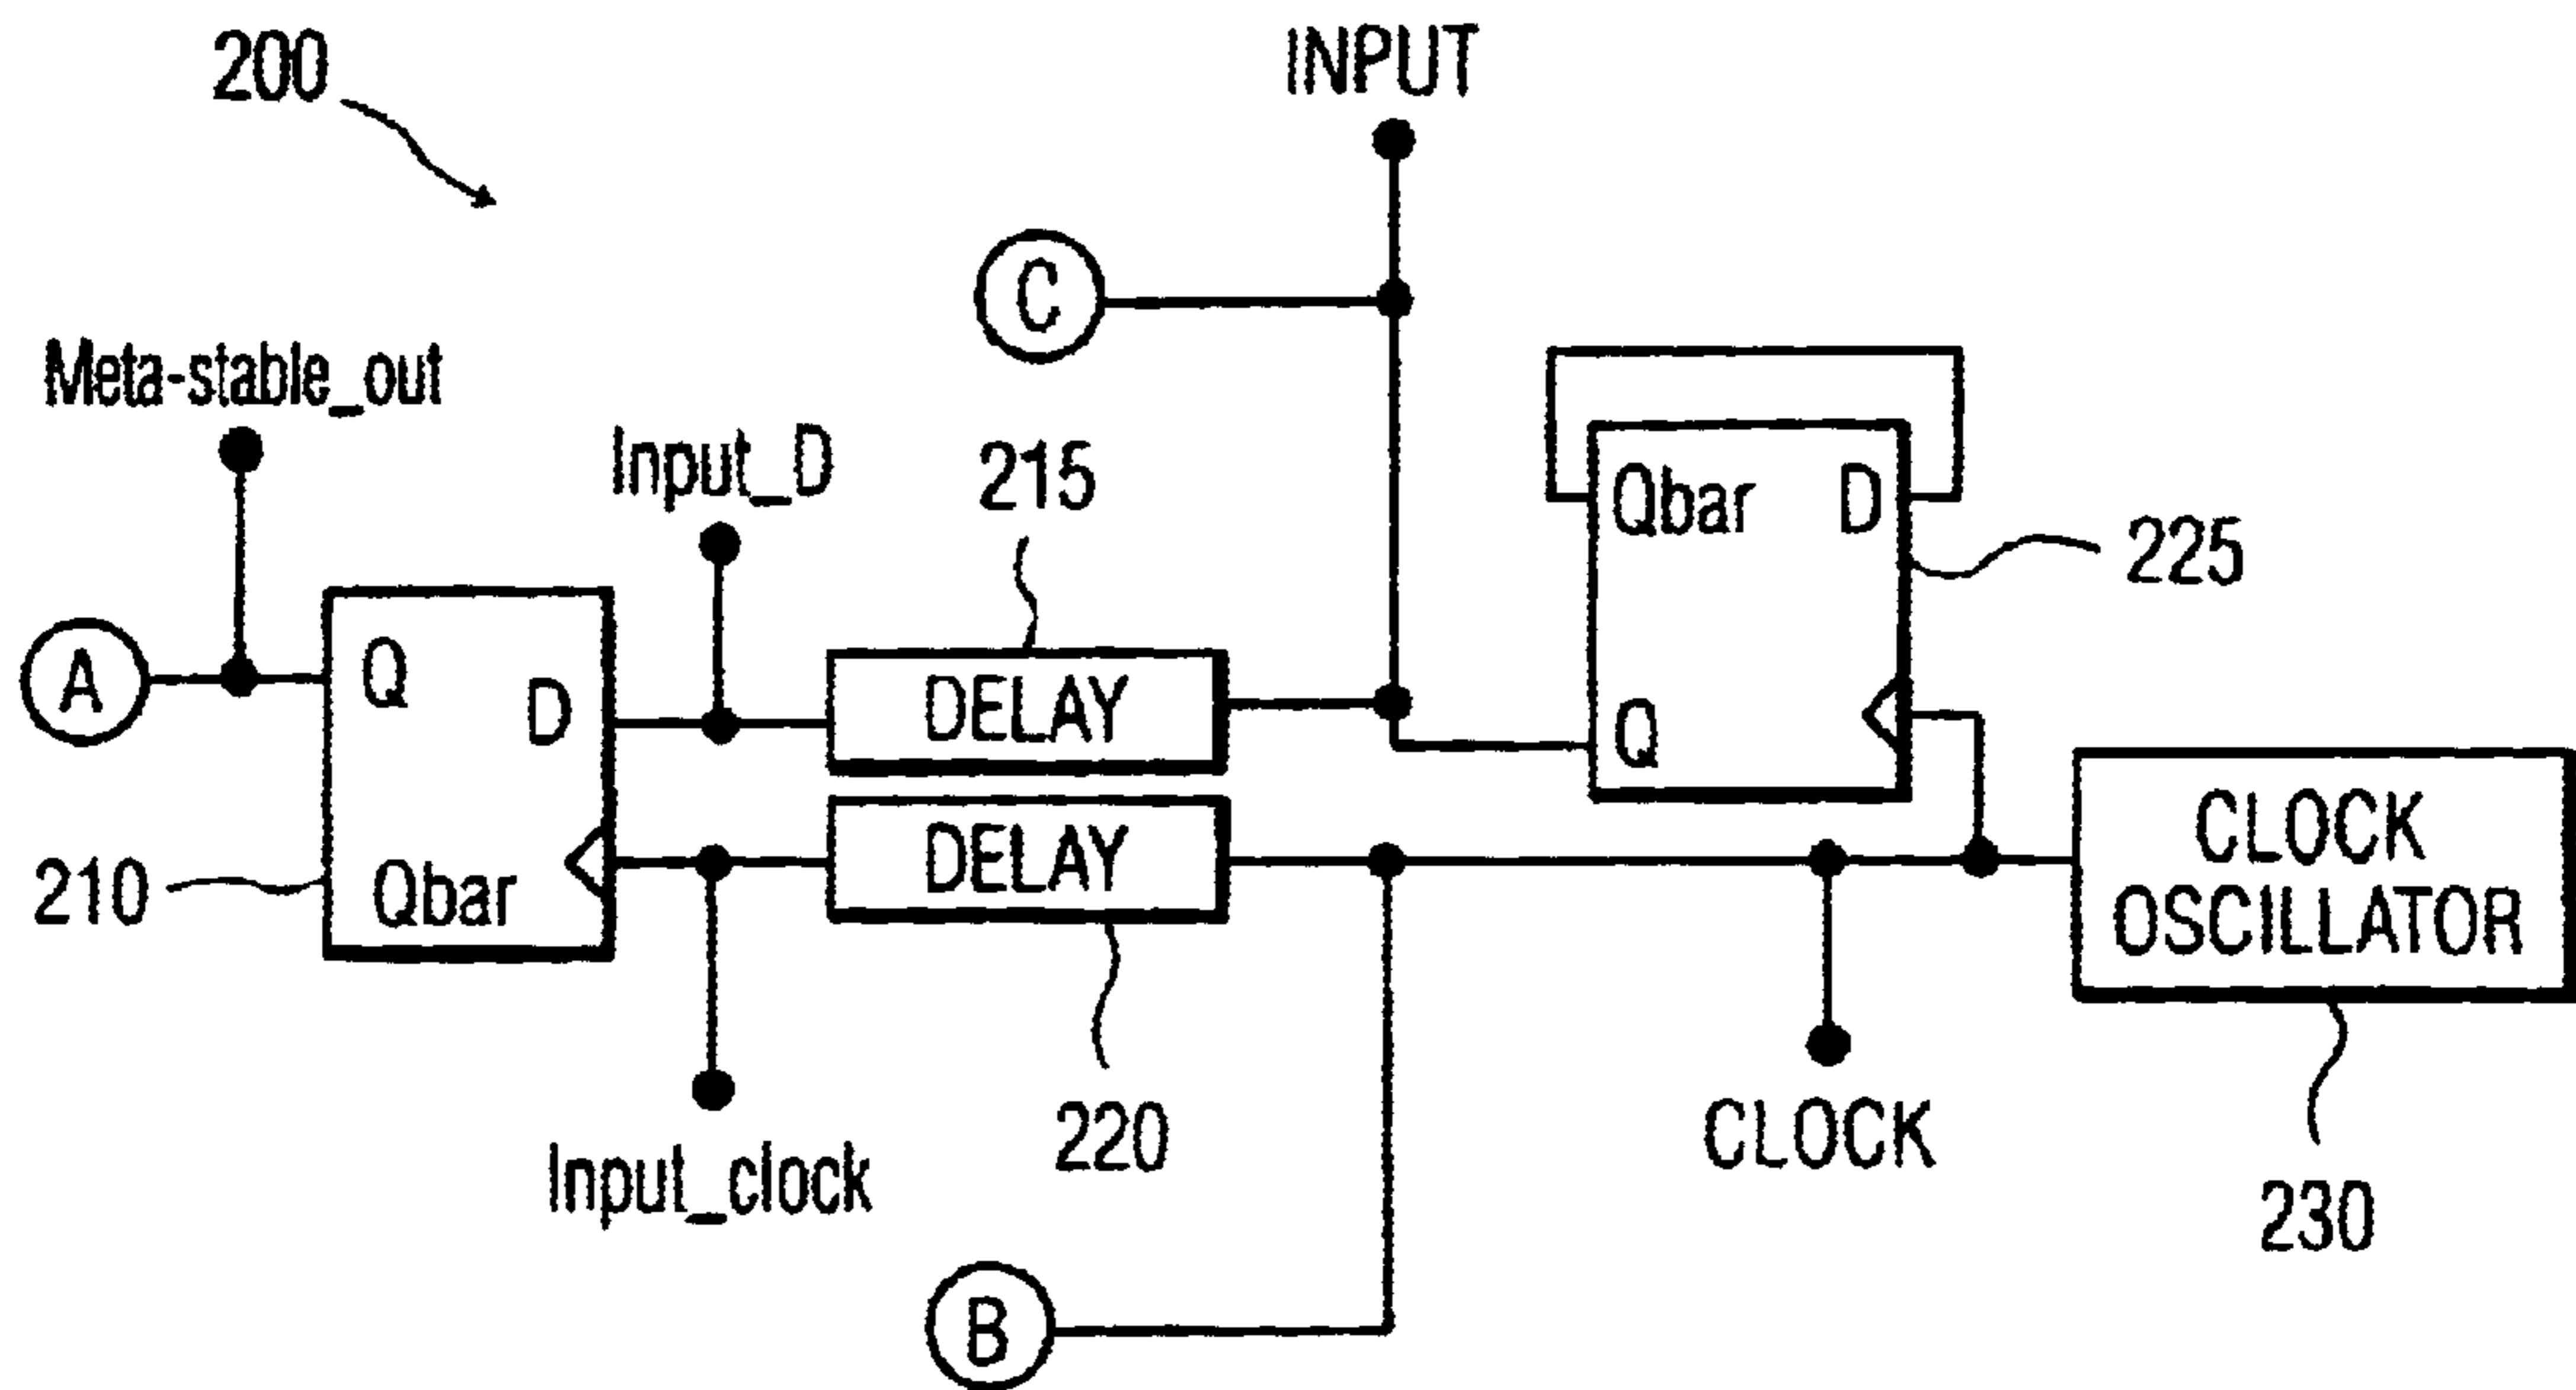 200
INPUT
C
Meta-stable_out
Input_D
215
Qbar D
225
A
Q
D
DELAY
Q
210
Qbar
DELAY
CLOCK
OSCILLATOR
Input_clock
220
CLOCK
230
B